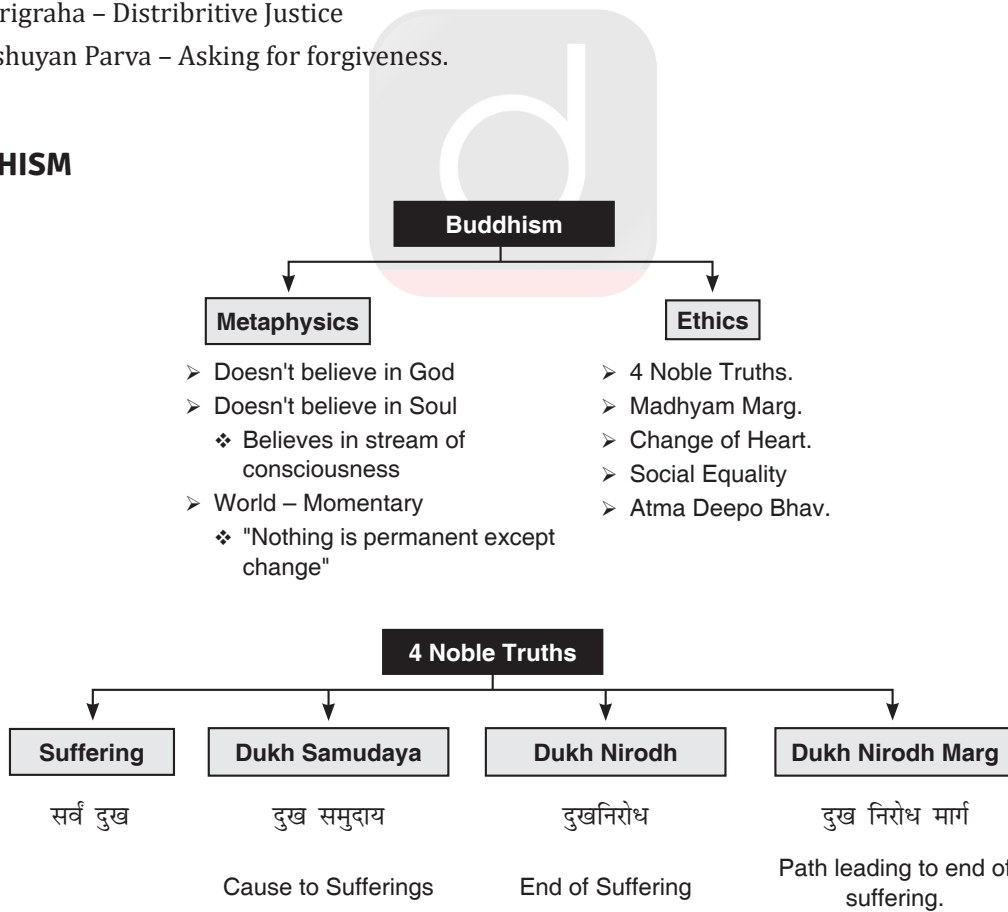 rigraha – Distribritive Justice
shuyan Parva – Asking for forgiveness.
HISM
Buddhism
Metaphysics
➢ Doesn't believe in God
➢ Doesn't believe in Soul
❖ Believes in stream of
consciousness
➢ World – Momentary
❖ "Nothing is permanent except
change"
Ethics
➢ 4 Noble Truths.
➢ Madhyam Marg.
➢ Change of Heart.
➢ Social Equality
➢ Atma Deepo Bhav.
4 Noble Truths
Suffering
सर्वं दुख
Dukh Samudaya
दुख समुदाय
Cause to Sufferings
Dukh Nirodh
दुखनिरोध
End of Suffering
Dukh Nirodh Marg
दुख निरोध मार्ग
Path leading to end of
suffering.